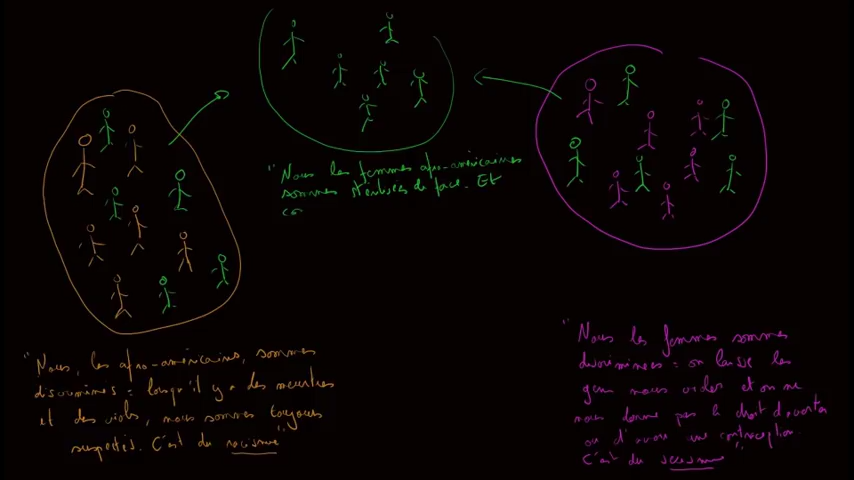 "Nous les femmes afro-américaines
sommes stérilisées de force. Et
co
"Nous, les afro-américains, sommes
discriminés : lorsqu'il y a des meurtres
et des viols, nous sommes toujours
suspectés. C'est du racisme"
"Nous les femmes sommes
discriminées : on laisse les
gens nous violer et on ne
nous donne pas le droit d'avorter
ou d'avoir une contraception
C'est du sexisme"